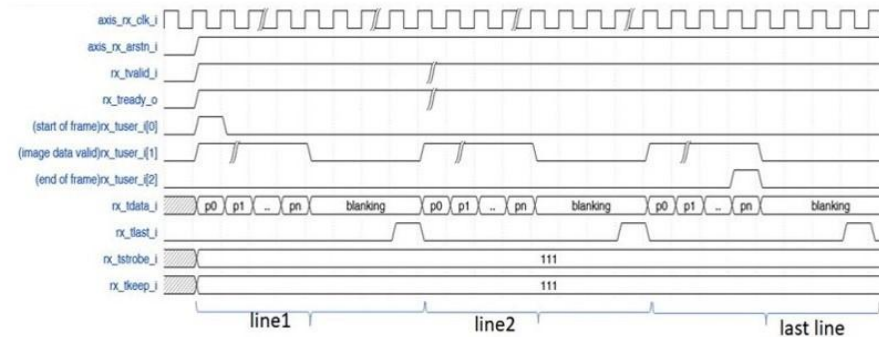 axis_rx_clk_i
axis_rx_arstn_i
rx_tvalid_i
rx_tready_o
(start of frame)rx_tuser_i[0]
(image data valid)rx_tuser_i[1]
(end of frame)rx_tuser_i[2]
rx_tdata_i p0 p1 .. pn blanking p0 p1 .. pn blanking p0 p1 .. pn blanking
rx_tlast_i
rx_tstrobe_i 111
rx_tkeep_i 111
line1 line2 last line